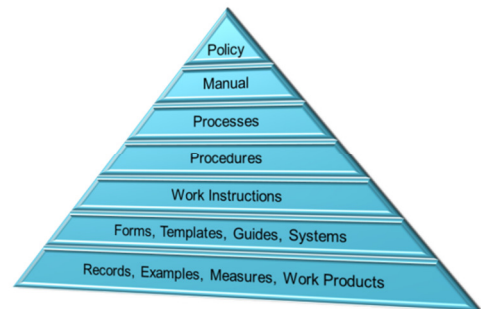 Policy
Manual
Processes
Procedures
Work Instructions
Forms, Templates, Guides, Systems
Records, Examples, Measures, Work Products